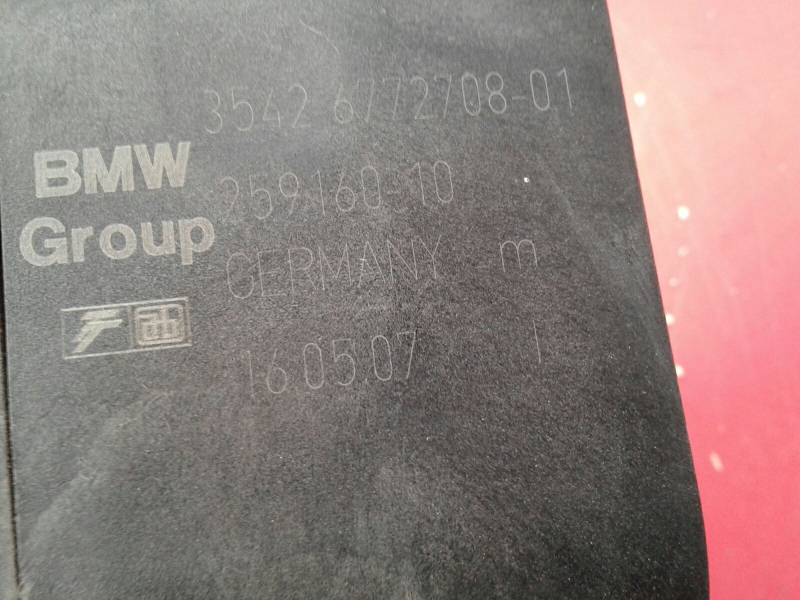 3542 6772708-01
BMW
Group
259160-10
GERMANY m
16.05.07 I